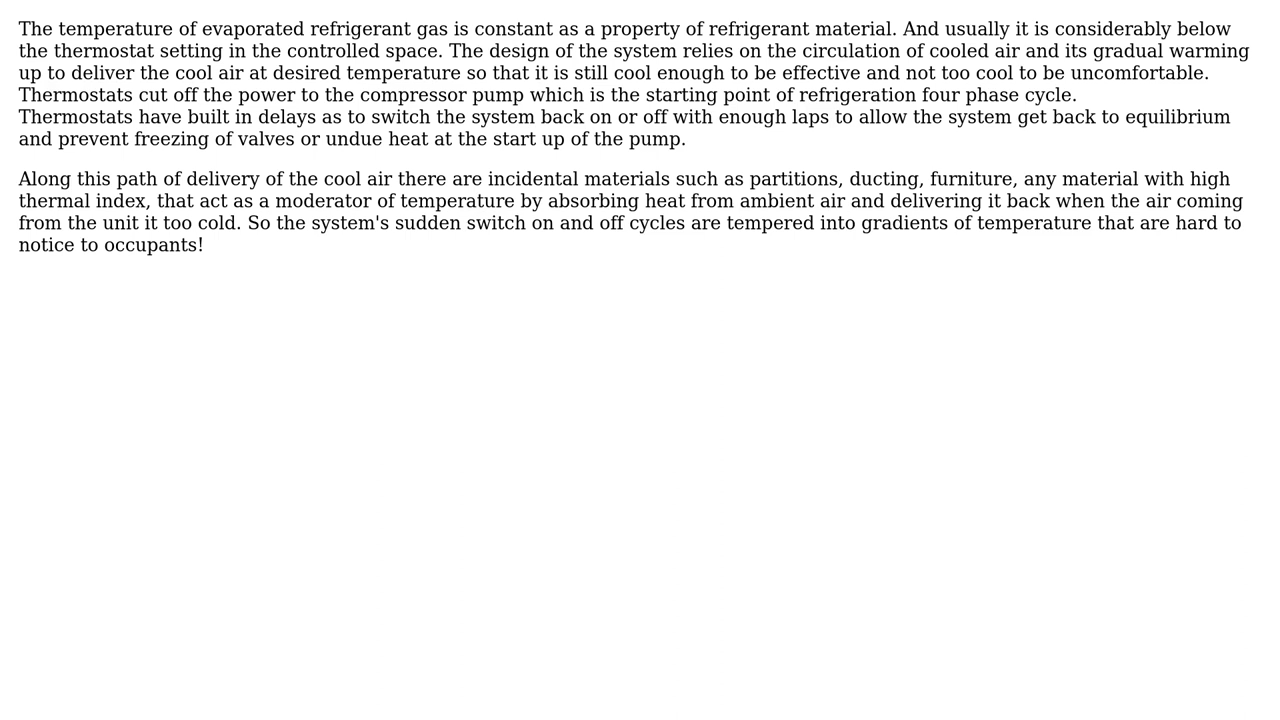 The temperature of evaporated refrigerant gas is constant as a property of refrigerant material. And usually it is considerably below
the thermostat setting in the controlled space. The design of the system relies on the circulation of cooled air and its gradual warming
up to deliver the cool air at desired temperature so that it is still cool enough to be effective and not too cool to be uncomfortable.
Thermostats cut off the power to the compressor pump which is the starting point of refrigeration four phase cycle.
Thermostats have built in delays as to switch the system back on or off with enough laps to allow the system get back to equilibrium
and prevent freezing of valves or undue heat at the start up of the pump.
Along this path of delivery of the cool air there are incidental materials such as partitions, ducting, furniture, any material with high
thermal index, that act as a moderator of temperature by absorbing heat from ambient air and delivering it back when the air coming
from the unit it too cold. So the system's sudden switch on and off cycles are tempered into gradients of temperature that are hard to
notice to occupants!